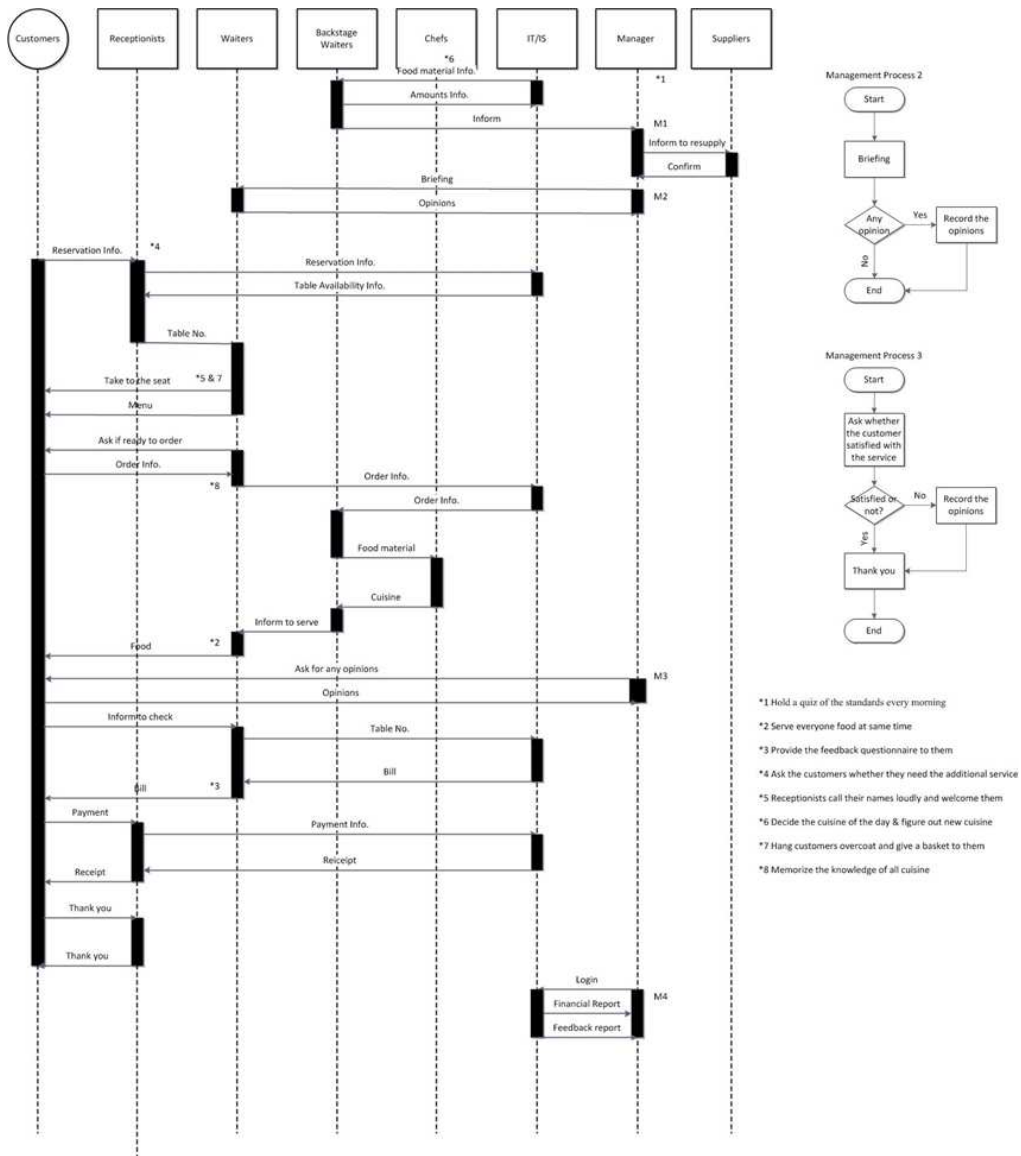 Customers
Receptionists
Waiters
Backstage
Waiters
Chefs
IT/IS
Manager
Suppliers
*6
Food material Info.
*1
Amounts Info.
Inform
M1
Inform to resupply
Confirm
Briefing
M2
Opinions
Reservation Info.
*4
Reservation Info.
Table Availability Info.
Table No.
Take to the seat
*5 & 7
Menu
Ask if ready to order
Order Info.
*8
Order Info.
Order Info.
Food material
Cuisine
Inform to serve
Food
*2
Ask for any opinions
M3
Opinions
Inform to check
Table No.
Bill
Bill
*3
Payment
Payment Info.
Reiceipt
Receipt
Thank you
Thank you
Login
M4
Financial Report
Feedback report
Management Process 2
Start
Briefing
Any
opinion
Yes
Record the
opinions
No
End
Management Process 3
Start
Ask whether
the customer
satisfied with
the service
Satisfied or
not?
No
Record the
opinions
Yes
Thank you
End
*1 Hold a quiz of the standards every morning
*2 Serve everyone food at same time
*3 Provide the feedback questionnaire to them
*4 Ask the customers whether they need the additional service
*5 Receptionists call their names loudly and welcome them
*6 Decide the cuisine of the day & figure out new cuisine
*7 Hang customers overcoat and give a basket to them
*8 Memorize the knowledge of all cuisine